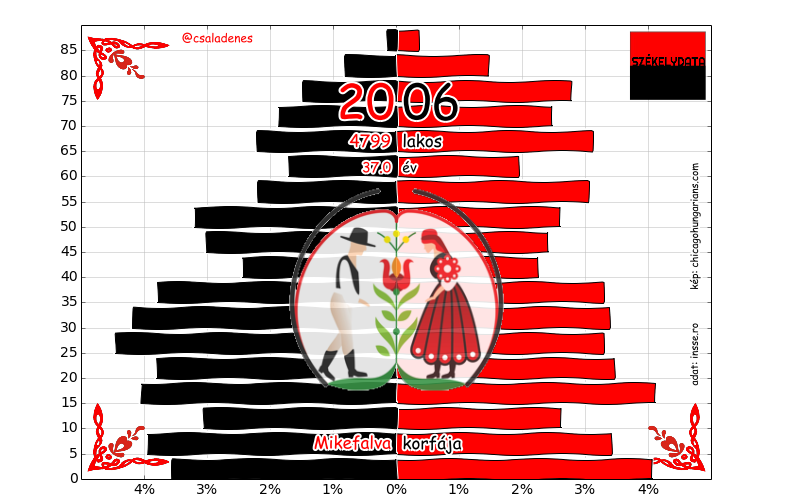 @csaladenes
SZÉKELYDATA
2006
4799 lakos
37.0 év
kép: chicagohungarians.com
adat: insse.ro
Mikefalva korfája
85
80
75
70
65
60
55
50
45
40
35
30
25
20
15
10
5
0
4% 3% 2% 1% 0% 1% 2% 3% 4%